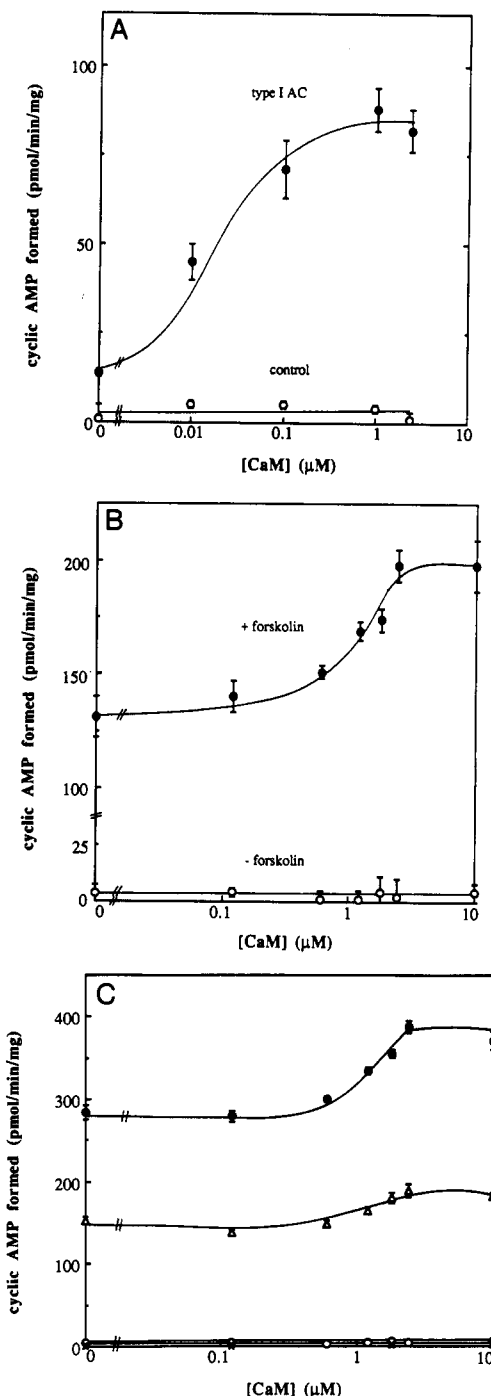 A
100
type I AC
50
control
0
0 0.01 0.1 1 10
[CaM] (μM)
cyclic AMP formed (pmol/min/mg)
B
200
+ forskolin
150
100
25
- forskolin
0
0 0.1 1 10
[CaM] (μM)
cyclic AMP formed (pmol/min/mg)
C
400
300
200
100
0
0 0.1 1 10
[CaM] (μM)
cyclic AMP formed (pmol/min/mg)